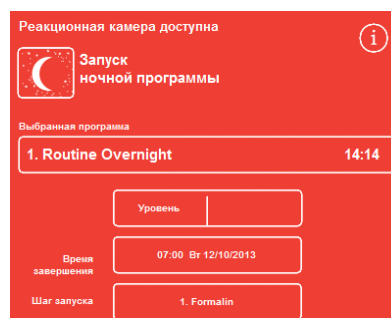 Реакционная камера доступна
i
Запуск
ночной программы
Выбранная программа
1. Routine Overnight 14:14
Уровень
Время
завершения
07:00 Вт 12/10/2013
Шаг запуска
1. Formalin